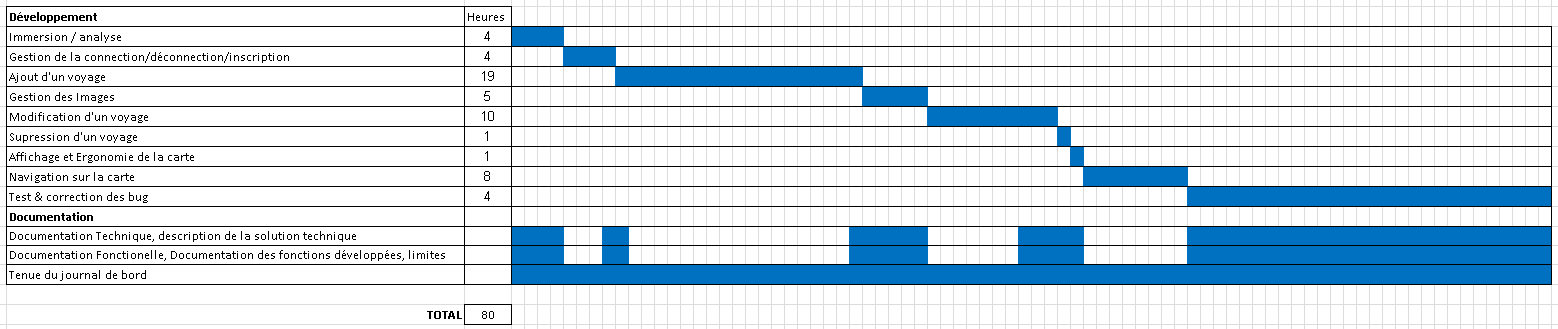 Développement Heures
Immersion / analyse 4
Gestion de la connection/déconnection/inscription 4
Ajout d'un voyage 19
Gestion des Images 5
Modification d'un voyage 10
Supression d'un voyage 1
Affichage et Ergonomie de la carte 1
Navigation sur la carte 8
Test & correction des bug 4
Documentation
Documentation Technique, description de la solution technique
Documentation Fonctionelle, Documentation des fonctions développées, limites
Tenue du journal de bord
TOTAL 80